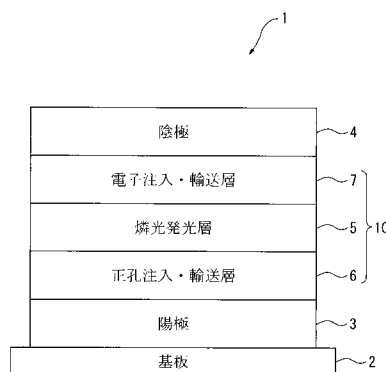 1
陰極 4
電子注入・輸送層 7
燐光発光層 5 10
正孔注入・輸送層 6
陽極 3
基板 2